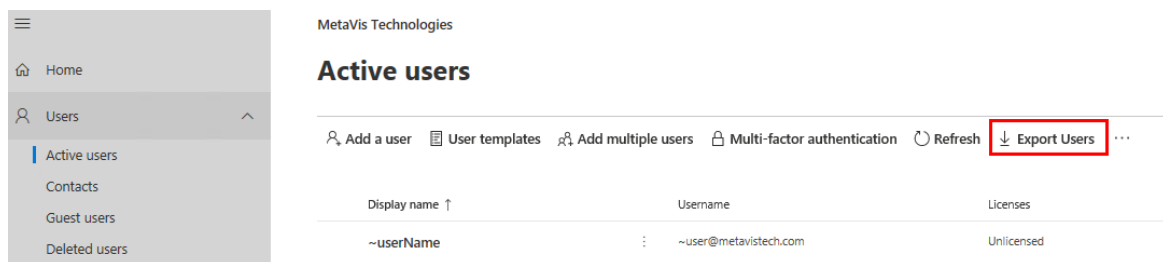 MetaVis Technologies
Home
Active users
Users
Add a user User templates Add multiple users Multi-factor authentication Refresh Export Users ...
Active users
Contacts
Display name ↑ Username Licenses
Guest users
~userName ~user@metavistech.com Unlicensed
Deleted users